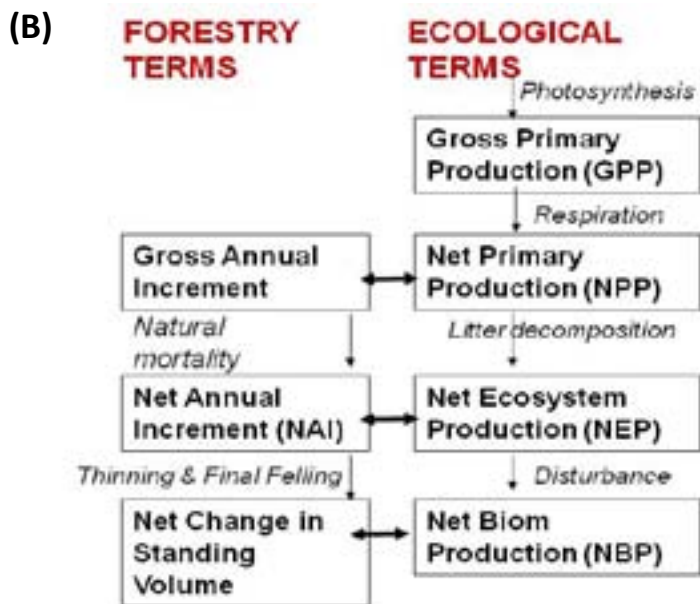 (B)
FORESTRY
TERMS
ECOLOGICAL
TERMS
Photosynthesis
Gross Primary
Production (GPP)
Respiration
Gross Annual
Increment
Net Primary
Production (NPP)
Natural
mortality
Litter decomposition
Net Annual
Increment (NAI)
Net Ecosystem
Production (NEP)
Thinning & Final Felling
Disturbance
Net Change in
Standing
Volume
Net Biom
Production (NBP)